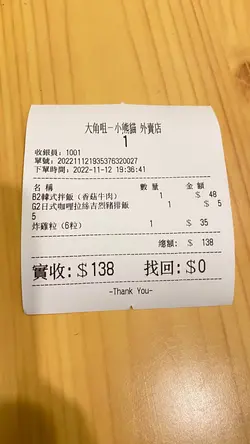 大角咀-小熊貓 外賣店
1
收銀員：1001
單號：202211121935376320027
下單時間：2022-11-12 19:36:41
名 稱 數 量 金 額
B2韓式拌飯（香菇牛肉） 1 $ 48
G2日式咖哩拉絲吉烈豬排飯 1 $ 5
5
炸雞粒（6粒） 1 $ 35
總額： $ 138
實收：$138 找回：$0
-Thank You-